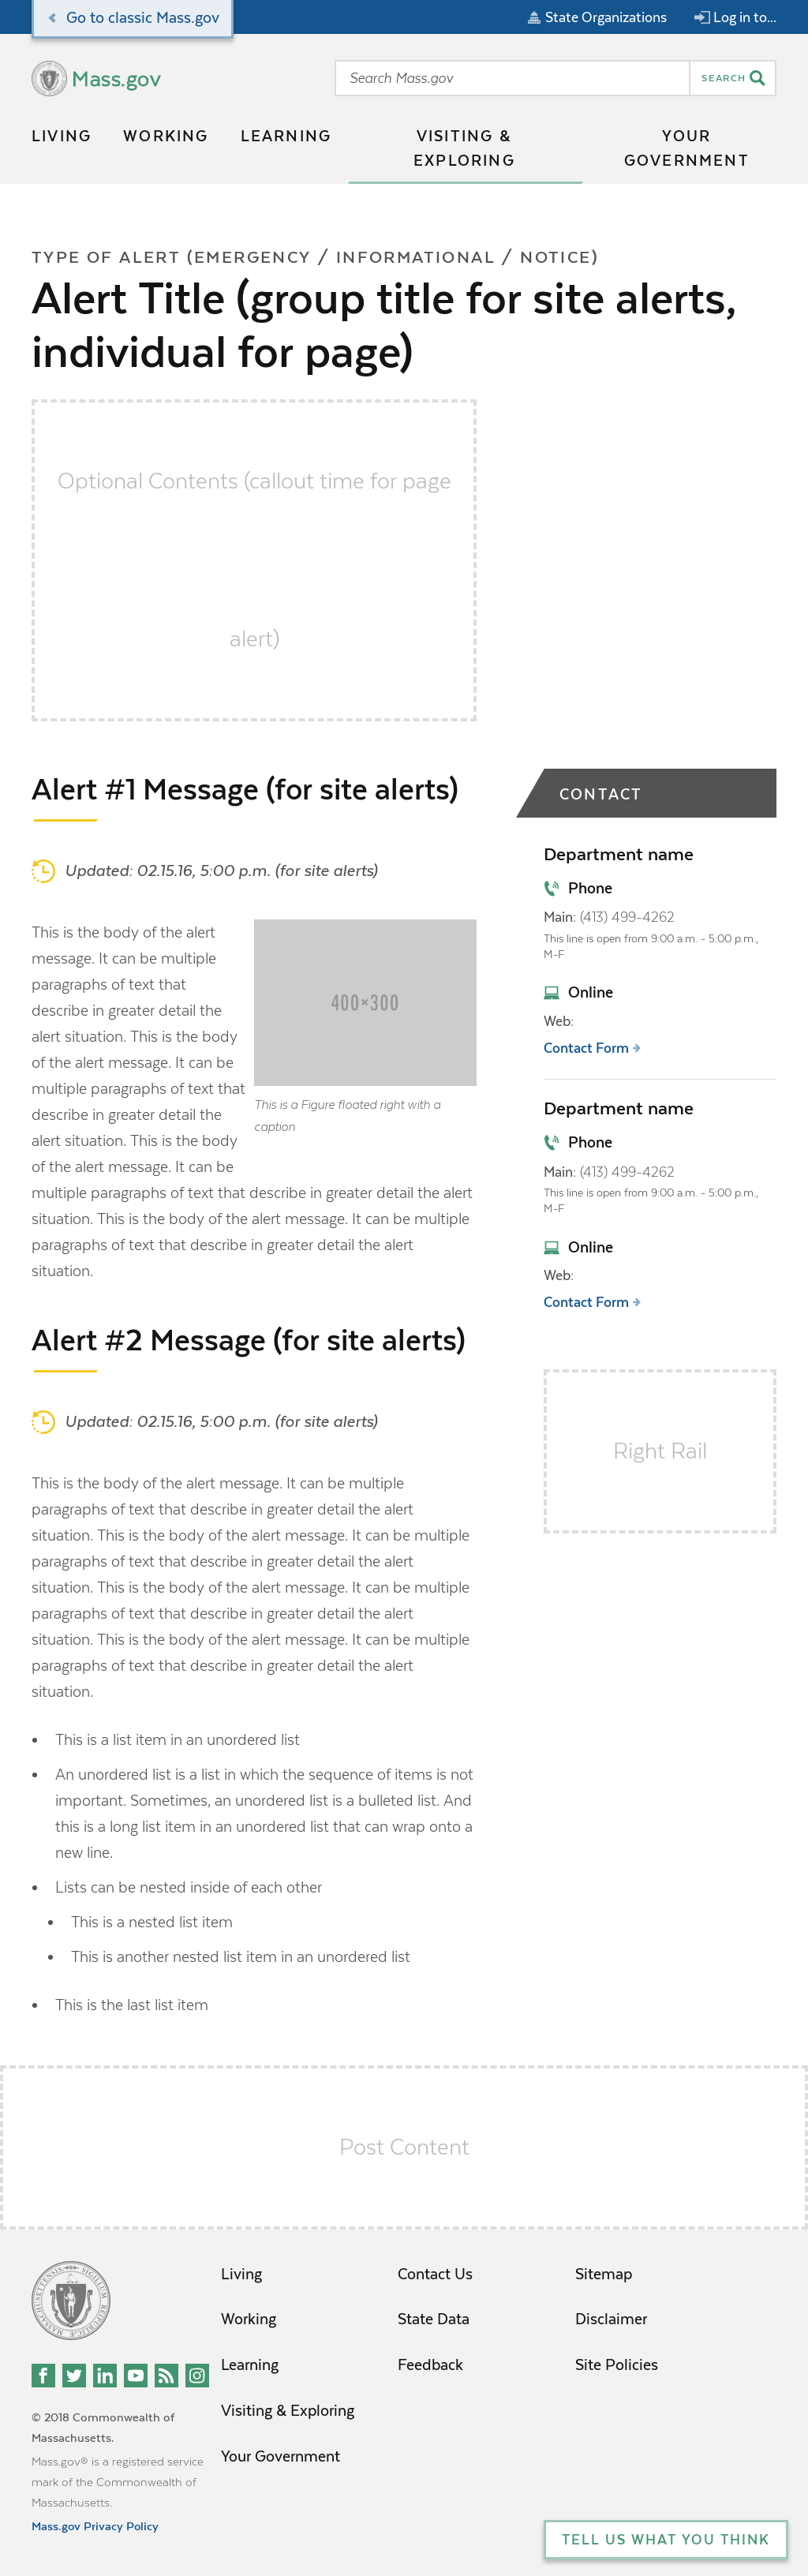 Go to classic Mass.gov
State Organizations
Log in to...
Mass.gov
Search Mass.gov
SEARCH
LIVING
WORKING
LEARNING
VISITING &
EXPLORING
YOUR
GOVERNMENT
TYPE OF ALERT (EMERGENCY / INFORMATIONAL / NOTICE)
Alert Title (group title for site alerts,
individual for page)
Optional Contents (callout time for page
alert)
Alert #1 Message (for site alerts)
Updated: 02.15.16, 5:00 p.m. (for site alerts)
This is the body of the alert
message. It can be multiple
paragraphs of text that
describe in greater detail the
alert situation. This is the body
of the alert message. It can be
multiple paragraphs of text that
describe in greater detail the
alert situation. This is the body
of the alert message. It can be
multiple paragraphs of text that describe in greater detail the alert
situation. This is the body of the alert message. It can be multiple
paragraphs of text that describe in greater detail the alert
situation.
400×300
This is a Figure floated right with a
caption
Alert #2 Message (for site alerts)
Updated: 02.15.16, 5:00 p.m. (for site alerts)
This is the body of the alert message. It can be multiple
paragraphs of text that describe in greater detail the alert
situation. This is the body of the alert message. It can be multiple
paragraphs of text that describe in greater detail the alert
situation. This is the body of the alert message. It can be multiple
paragraphs of text that describe in greater detail the alert
situation. This is the body of the alert message. It can be multiple
paragraphs of text that describe in greater detail the alert
situation.
• This is a list item in an unordered list
• An unordered list is a list in which the sequence of items is not
important. Sometimes, an unordered list is a bulleted list. And
this is a long list item in an unordered list that can wrap onto a
new line.
• Lists can be nested inside of each other
• This is a nested list item
• This is another nested list item in an unordered list
• This is the last list item
CONTACT
Department name
Phone
Main: (413) 499-4262
This line is open from 9:00 a.m. - 5:00 p.m.,
M-F
Online
Web:
Contact Form
Department name
Phone
Main: (413) 499-4262
This line is open from 9:00 a.m. - 5:00 p.m.,
M-F
Online
Web:
Contact Form
Right Rail
Post Content
© 2018 Commonwealth of
Massachusetts.
Mass.gov® is a registered service
mark of the Commonwealth of
Massachusetts.
Mass.gov Privacy Policy
Living
Working
Learning
Visiting & Exploring
Your Government
Contact Us
State Data
Feedback
Sitemap
Disclaimer
Site Policies
TELL US WHAT YOU THINK